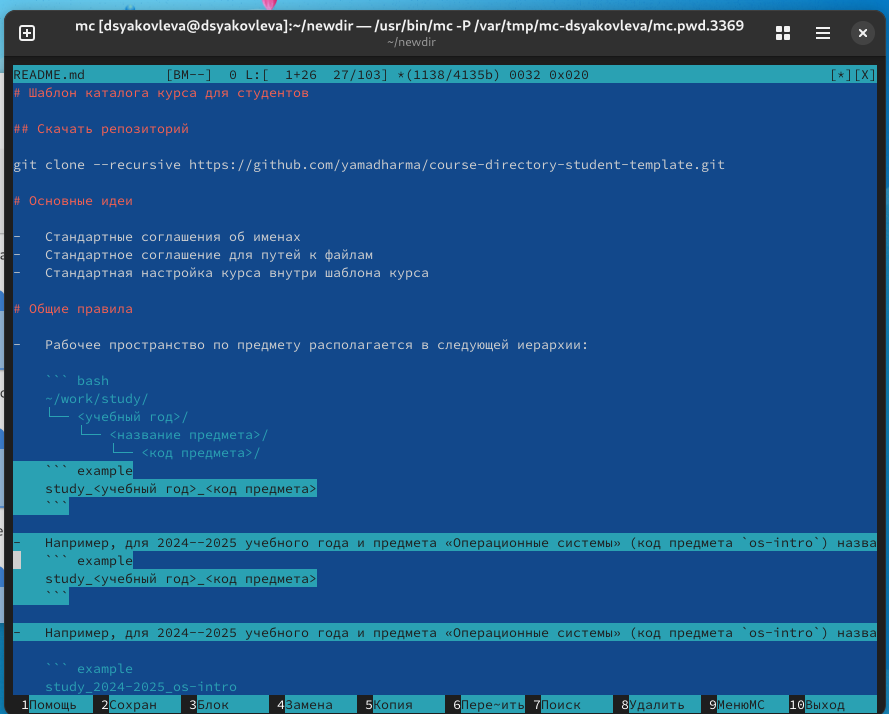 mc [dsyakovleva@dsyakovleva]:~/newdir — /usr/bin/mc -P /var/tmp/mc-dsyakovleva/mc.pwd.3369
~/newdir
README.md          [BM--]  0 L:[  1+26  27/103] *(1138/4135b) 0032 0x020                              [*][X]
# Шаблон каталога курса для студентов
## Скачать репозиторий
git clone --recursive https://github.com/yamadharma/course-directory-student-template.git
# Основные идеи
-   Стандартные соглашения об именах
-   Стандартное соглашение для путей к файлам
-   Стандартная настройка курса внутри шаблона курса
# Общие правила
-   Рабочее пространство по предмету располагается в следующей иерархии:
    ``` bash
    ~/work/study/
    └── <учебный год>/
        └── <название предмета>/
            └── <код предмета>/
    ``` example
    study_<учебный год>_<код предмета>
    ```
-   Например, для 2024--2025 учебного года и предмета «Операционные системы» (код предмета `os-intro`) назва
    ``` example
    study_<учебный год>_<код предмета>
    ```
-   Например, для 2024--2025 учебного года и предмета «Операционные системы» (код предмета `os-intro`) назва
    ``` example
    study_2024-2025_os-intro
1Помощь 2Сохран 3Блок 4Замена 5Копия 6Пере~ить 7Поиск 8Удалить 9МенюМС 10Выход